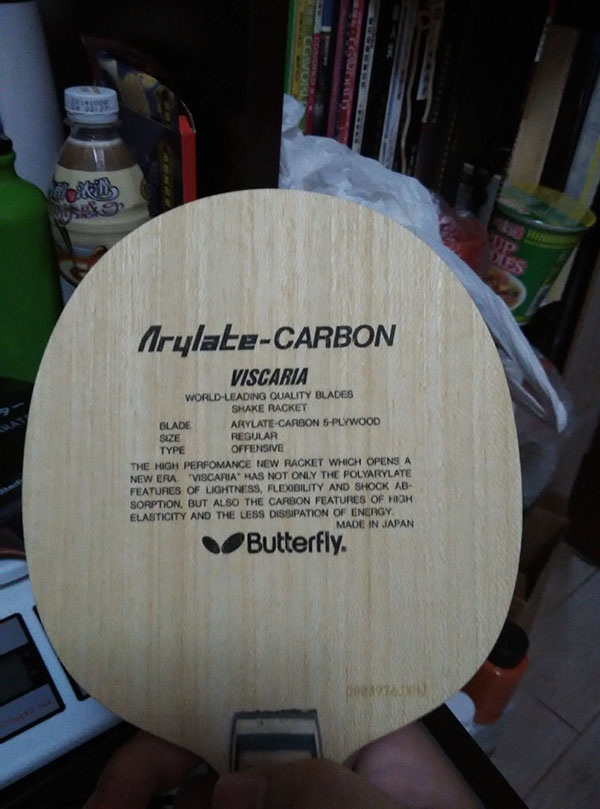 Arylate-CARBON
VISCARIA
WORLD-LEADING QUALITY BLADES
SHAKE RACKET
BLADE ARYLATE-CARBON 5-PLYWOOD
SIZE REGULAR
TYPE OFFENSIVE
THE HIGH PERFOMANCE NEW RACKET WHICH OPENS A
NEW ERA. "VISCARIA" HAS NOT ONLY THE POLYARYLATE
FEATURES OF LIGHTNESS, FLEXIBILITY AND SHOCK AB-
SORPTION, BUT ALSO THE CARBON FEATURES OF HIGH
ELASTICITY AND THE LESS DISSIPATION OF ENERGY.
MADE IN JAPAN
Butterfly